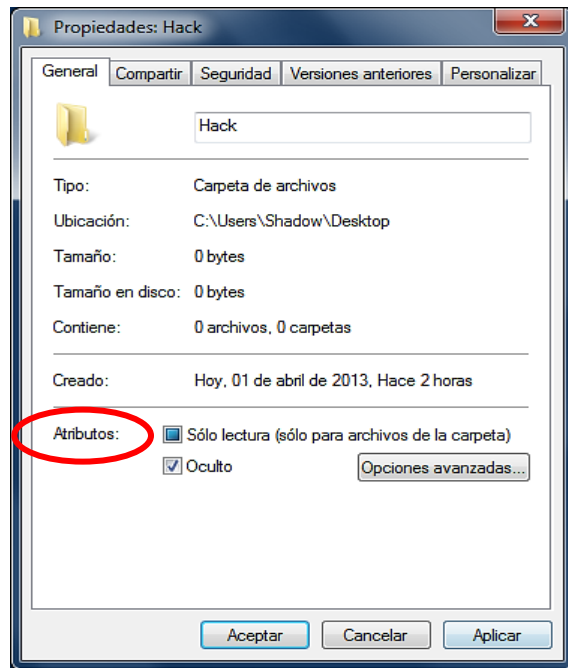 Propiedades: Hack
General Compartir Seguridad Versiones anteriores Personalizar
Hack
Tipo: Carpeta de archivos
Ubicación: C:\Users\Shadow\Desktop
Tamaño: 0 bytes
Tamaño en disco: 0 bytes
Contiene: 0 archivos, 0 carpetas
Creado: Hoy, 01 de abril de 2013, Hace 2 horas
Atributos: Sólo lectura (sólo para archivos de la carpeta)
Oculto Opciones avanzadas...
Aceptar Cancelar Aplicar